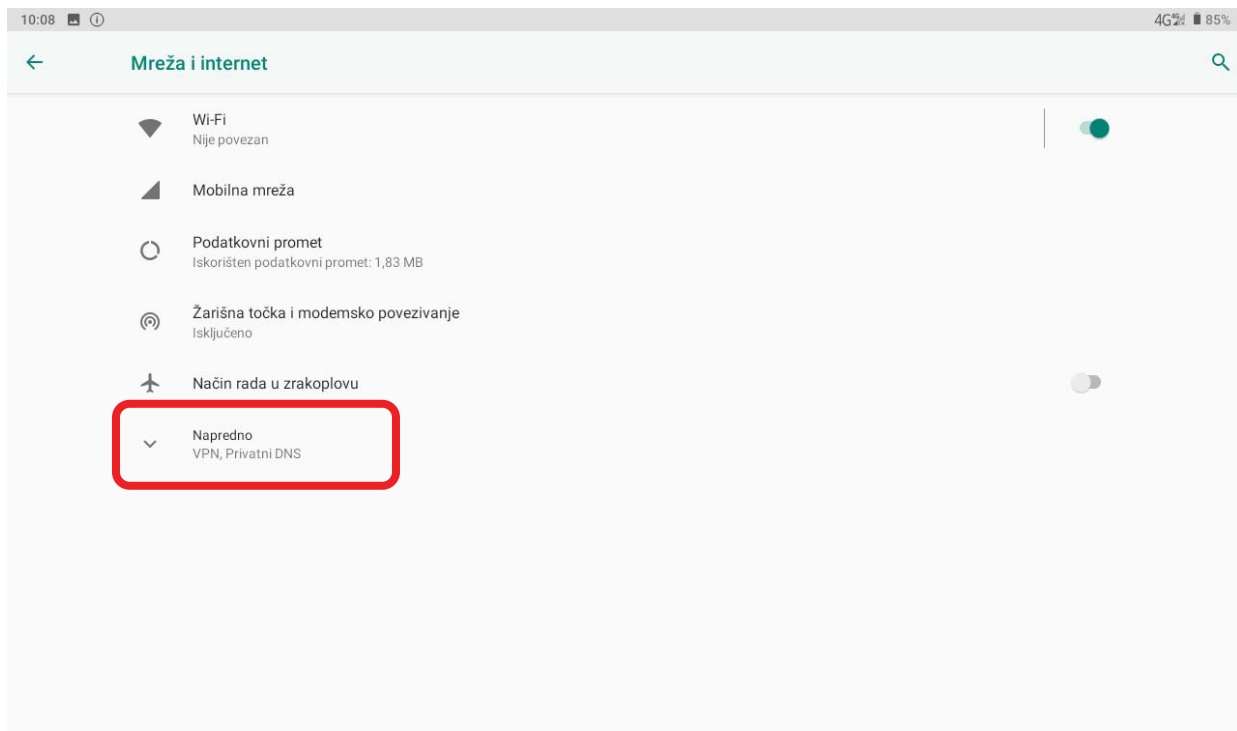 10:08
4G 85%
Mreža i internet
Wi-Fi
Nije povezan
Mobilna mreža
Podatkovni promet
Iskorišten podatkovni promet: 1,83 MB
Žarišna točka i modemsko povezivanje
Isključeno
Način rada u zrakoplovu
Napredno
VPN, Privatni DNS